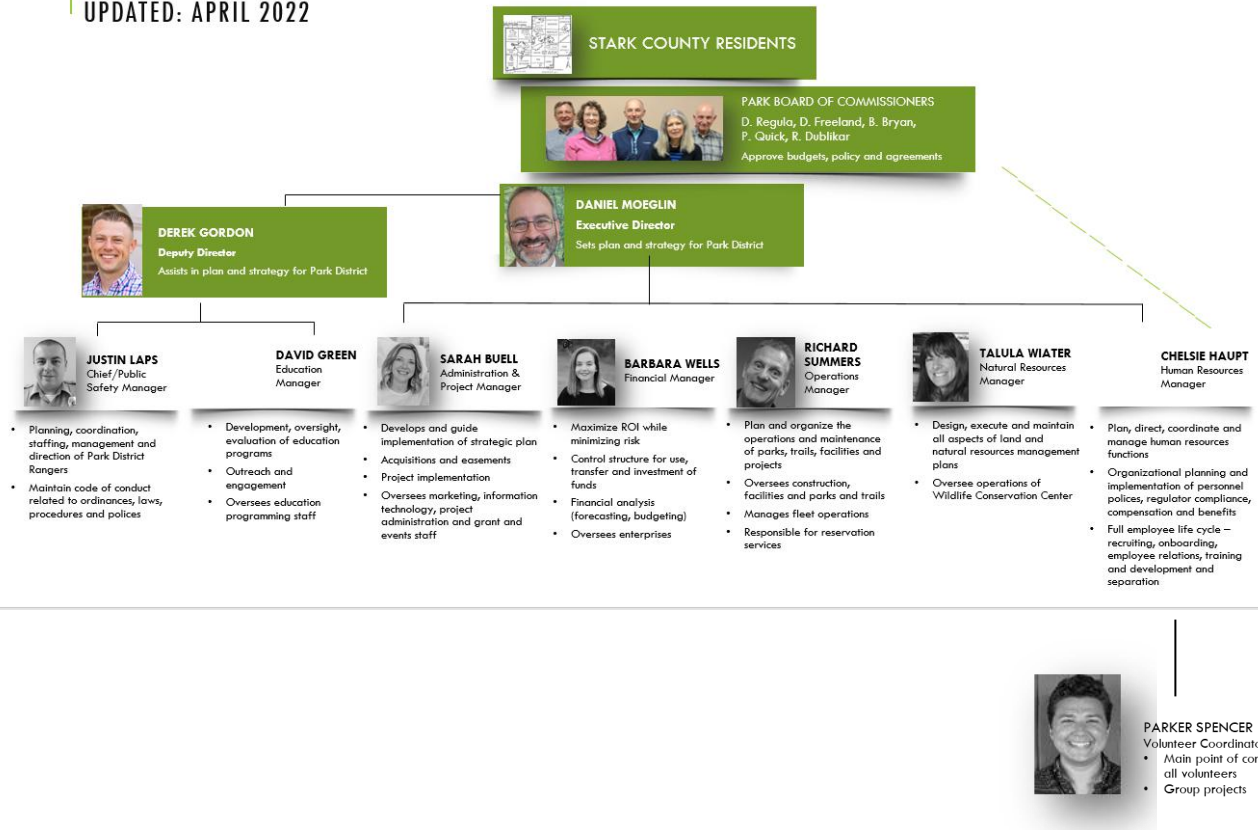 UPDATED: APRIL 2022
STARK COUNTY RESIDENTS
PARK BOARD OF COMMISSIONERS
D. Regula, D. Freeland, B. Bryan,
P. Quick, R. Dublikar
Approve budgets, policy and agreements
DANIEL MOEGLIN
Executive Director
Sets plan and strategy for Park District
DEREK GORDON
Deputy Director
Assists in plan and strategy for Park District
JUSTIN LAPS
Chief/Public
Safety Manager
• Planning, coordination,
staffing, management and
direction of Park District
Rangers
• Maintain code of conduct
related to ordinances, laws,
procedures and polices
DAVID GREEN
Education
Manager
• Development, oversight,
evaluation of education
programs
• Outreach and
engagement
• Oversees education
programming staff
SARAH BUELL
Administration &
Project Manager
• Develops and guide
implementation of strategic plan
• Acquisitions and easements
• Project implementation
• Oversees marketing, information
technology, project
administration and grant and
events staff
BARBARA WELLS
Financial Manager
• Maximize ROI while
minimizing risk
• Control structure for use,
transfer and investment of
funds
• Financial analysis
(forecasting, budgeting)
• Oversees enterprises
RICHARD
SUMMERS
Operations
Manager
• Plan and organize the
operations and maintenance
of parks, trails, facilities and
projects
• Oversees construction,
facilities and parks and trails
• Manages fleet operations
• Responsible for reservation
services
TALULA WIATER
Natural Resources
Manager
• Design, execute and maintain
all aspects of land and
natural resources management
plans
• Oversee operations of
Wildlife Conservation Center
CHELSIE HAUPT
Human Resources
Manager
• Plan, direct, coordinate and
manage human resources
functions
• Organizational planning and
implementation of personnel
polices, regulator compliance,
compensation and benefits
• Full employee life cycle –
recruiting, onboarding,
employee relations, training
and development and
separation
PARKER SPENCER
Volunteer Coordinato
• Main point of con
all volunteers
• Group projects